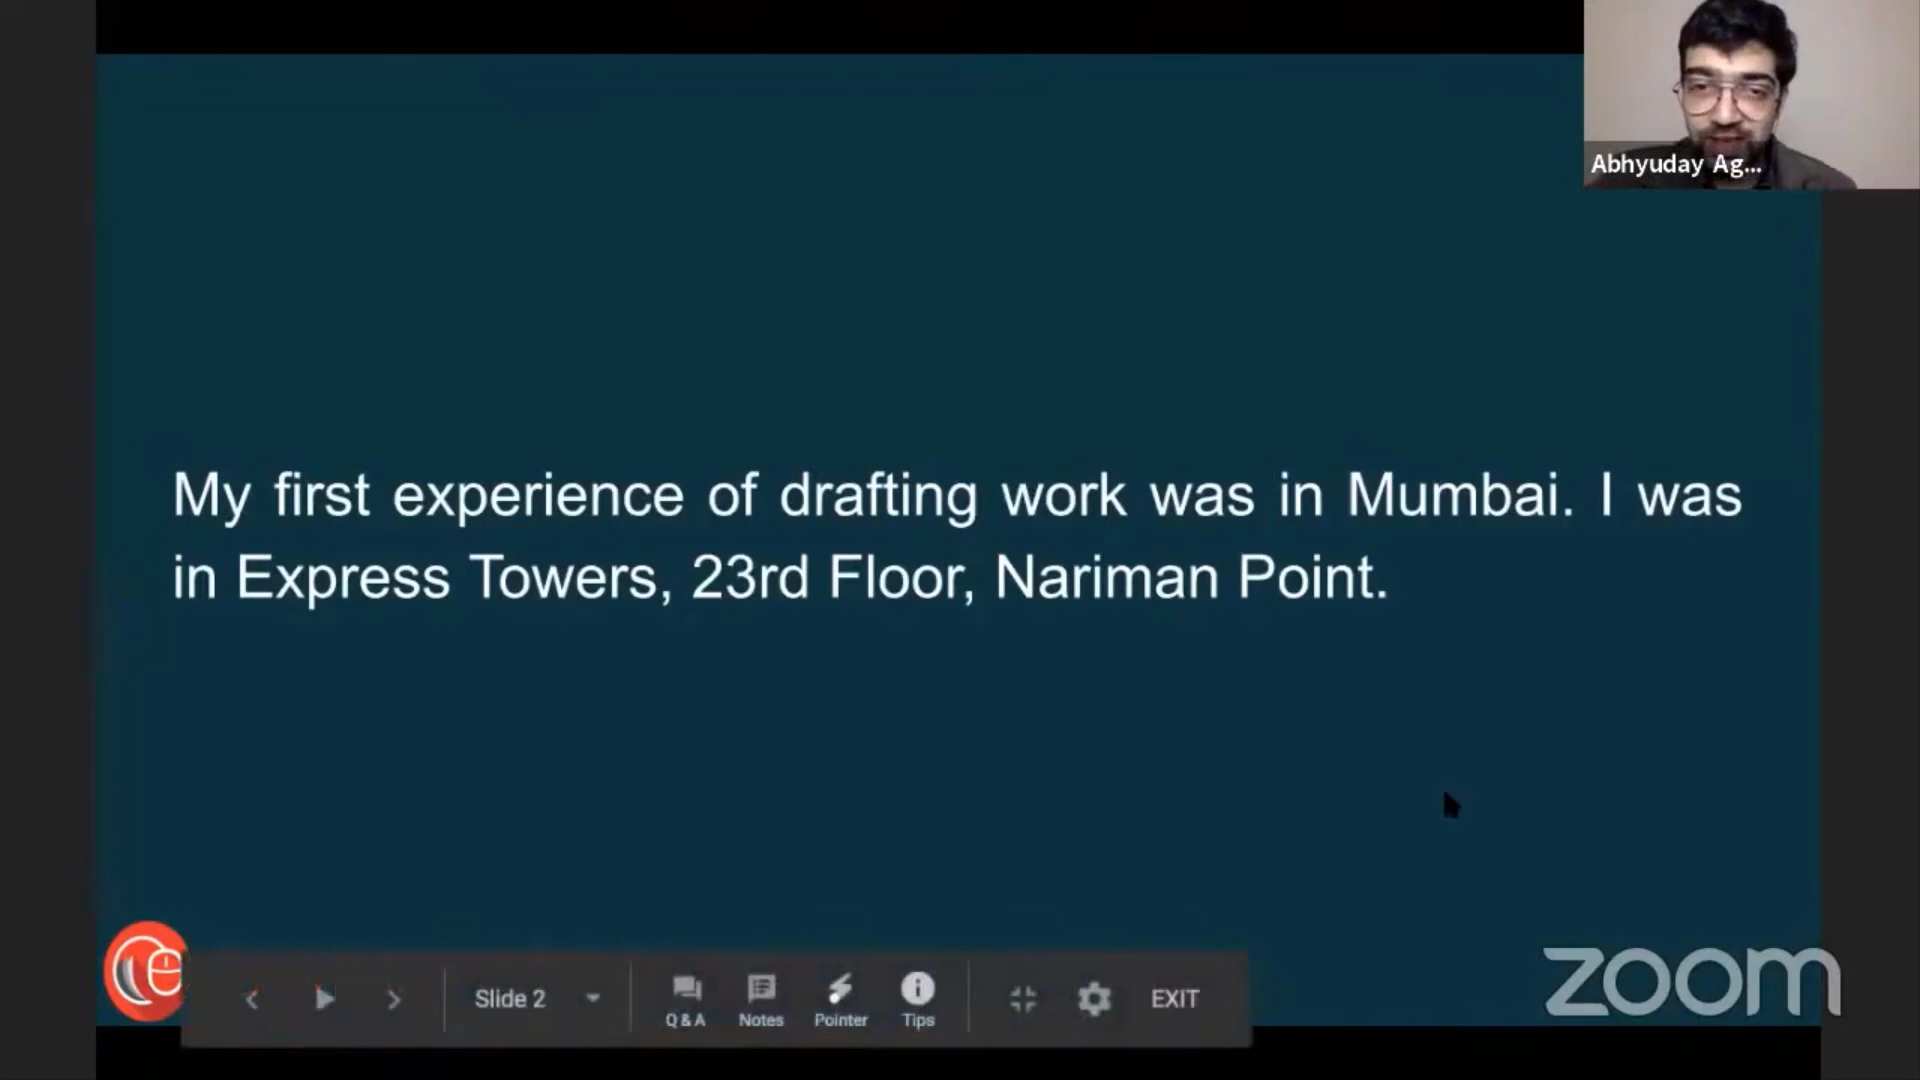 Abhyuday Ag...
My first experience of drafting work was in Mumbai. I was
in Express Towers, 23rd Floor, Nariman Point.
Slide 2
Q & A
Notes
Pointer
Tips
EXIT
zoom